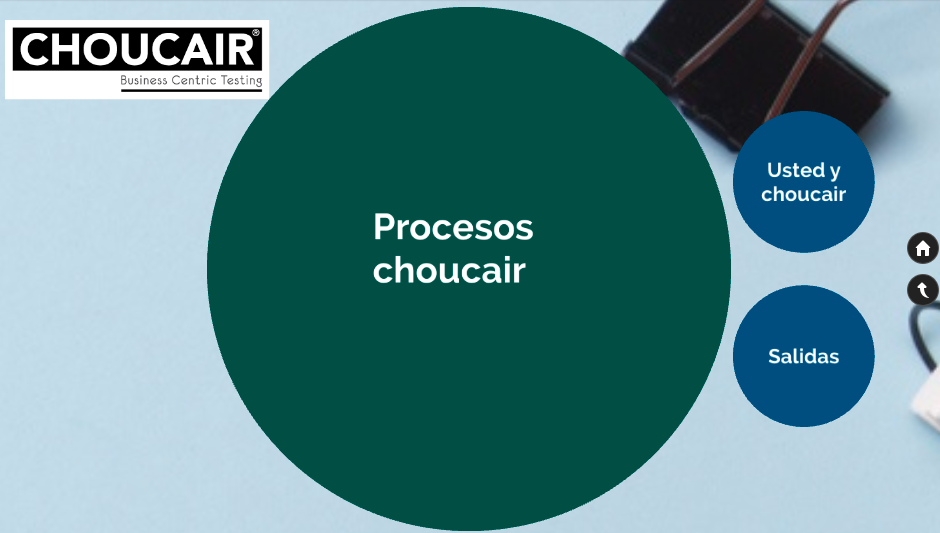 CHOUCAIR®
Business Centric Testing
Procesos
choucair
Usted y
choucair
Salidas